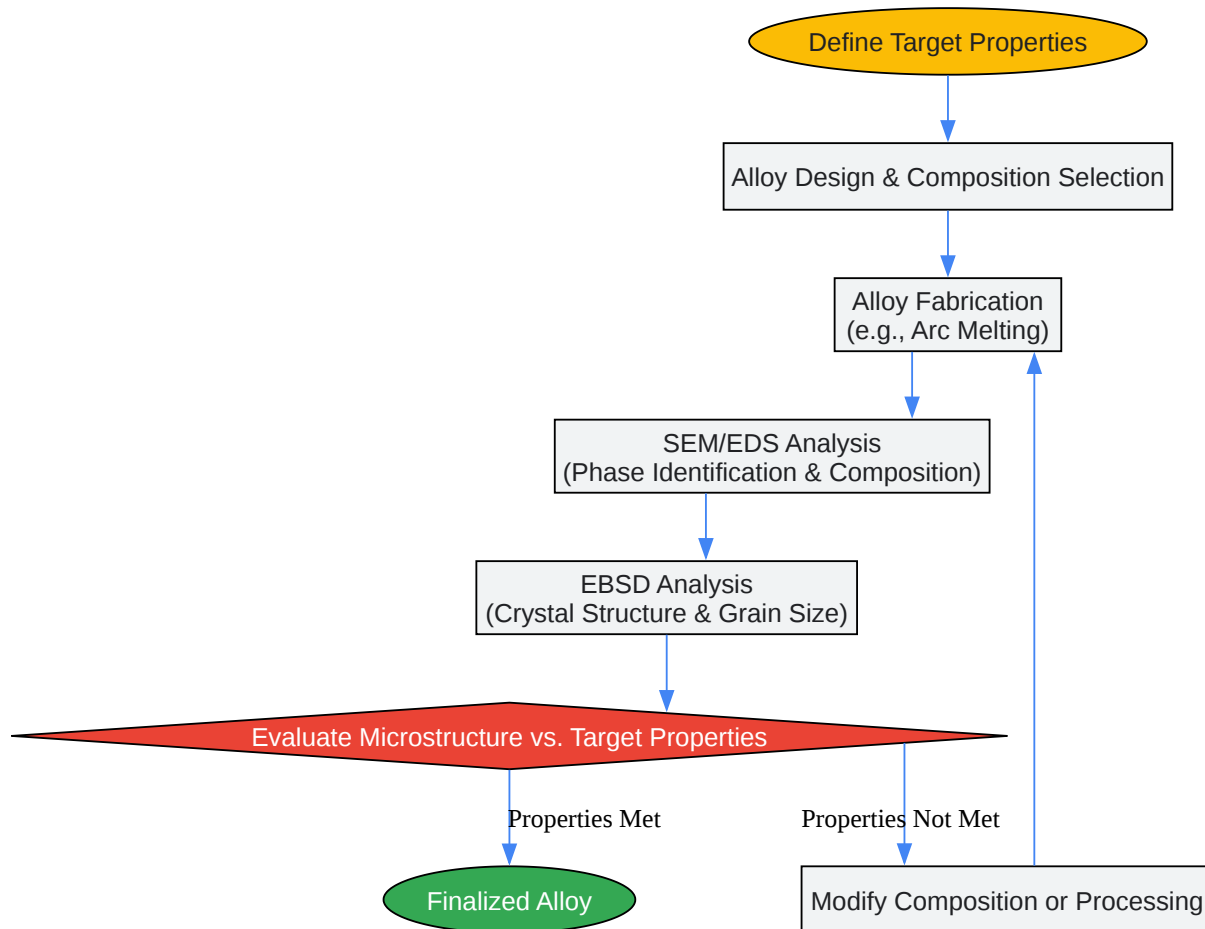 Define Target Properties
Alloy Design & Composition Selection
Alloy Fabrication
(e.g., Arc Melting)
SEM/EDS Analysis
(Phase Identification & Composition)
EBSD Analysis
(Crystal Structure & Grain Size)
Evaluate Microstructure vs. Target Properties
Properties Met
Properties Not Met
Finalized Alloy
Modify Composition or Processing